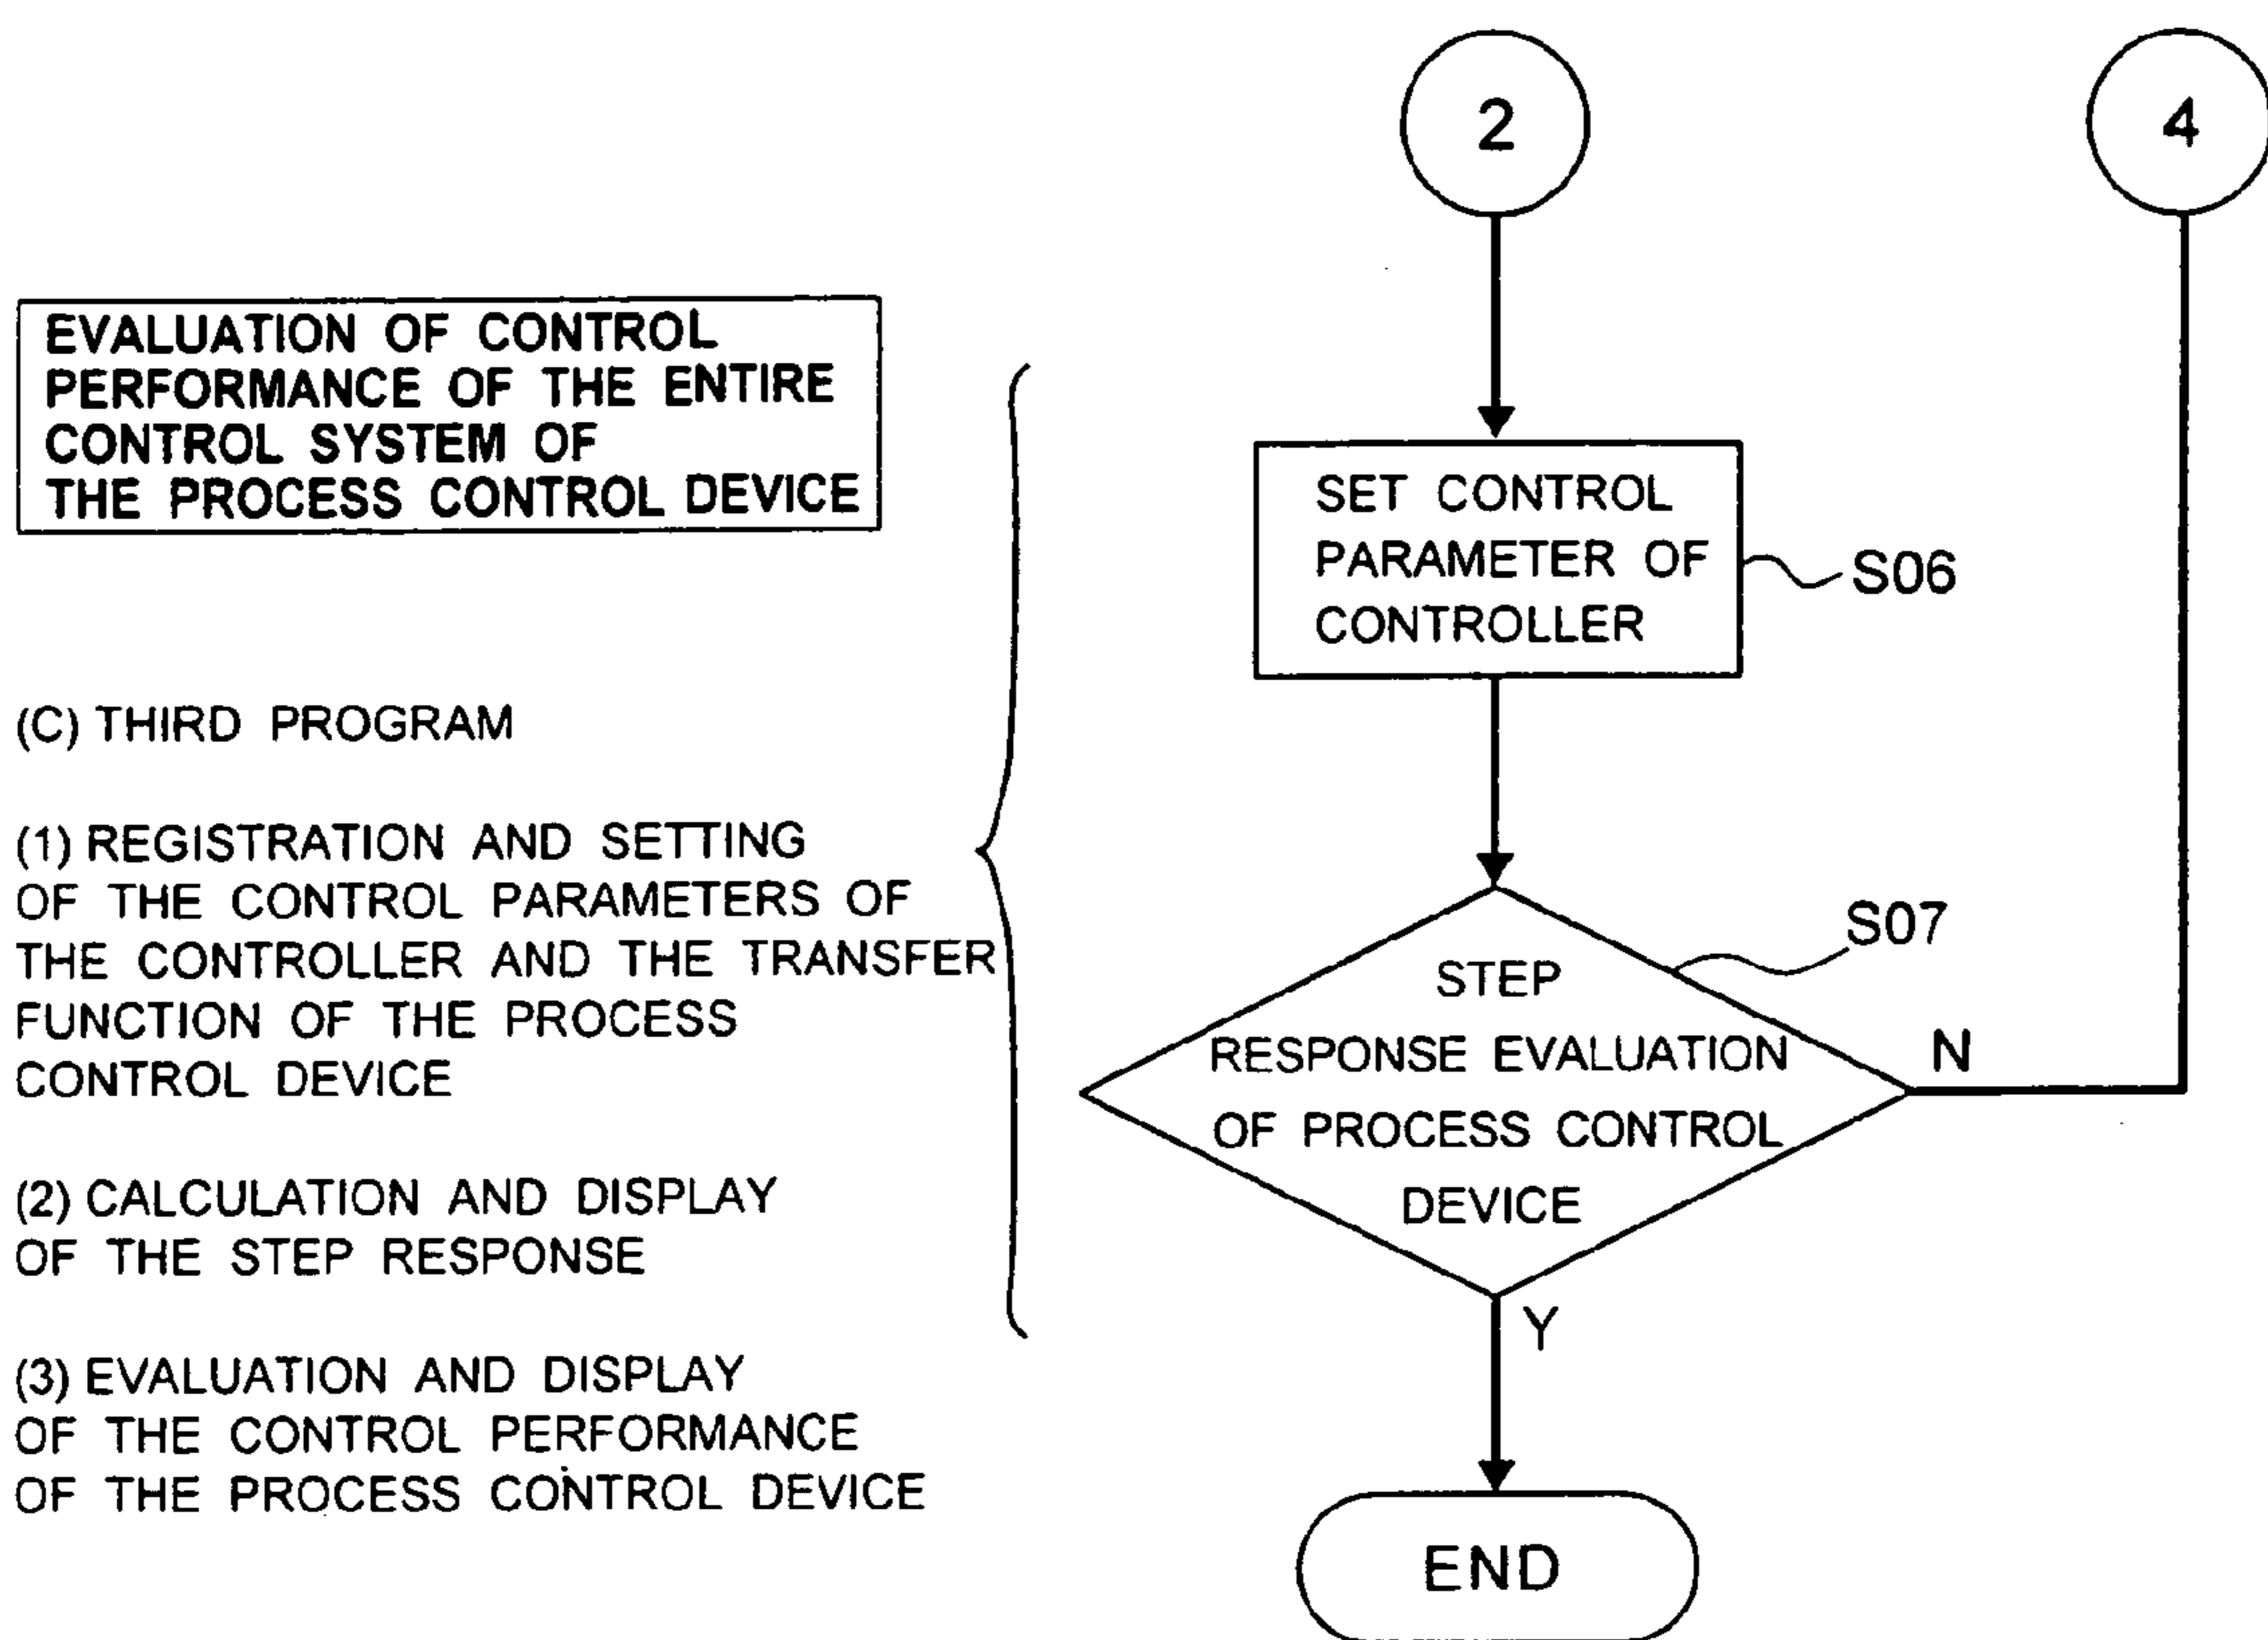 EVALUATION OF CONTROL
PERFORMANCE OF THE ENTIRE
CONTROL SYSTEM OF
THE PROCESS CONTROL DEVICE
(C) THIRD PROGRAM
(1) REGISTRATION AND SETTING
OF THE CONTROL PARAMETERS OF
THE CONTROLLER AND THE TRANSFER
FUNCTION OF THE PROCESS
CONTROL DEVICE
(2) CALCULATION AND DISPLAY
OF THE STEP RESPONSE
(3) EVALUATION AND DISPLAY
OF THE CONTROL PERFORMANCE
OF THE PROCESS CONTROL DEVICE
2
4
SET CONTROL
PARAMETER OF
CONTROLLER
S06
S07
STEP
RESPONSE EVALUATION
OF PROCESS CONTROL
DEVICE
N
Y
END